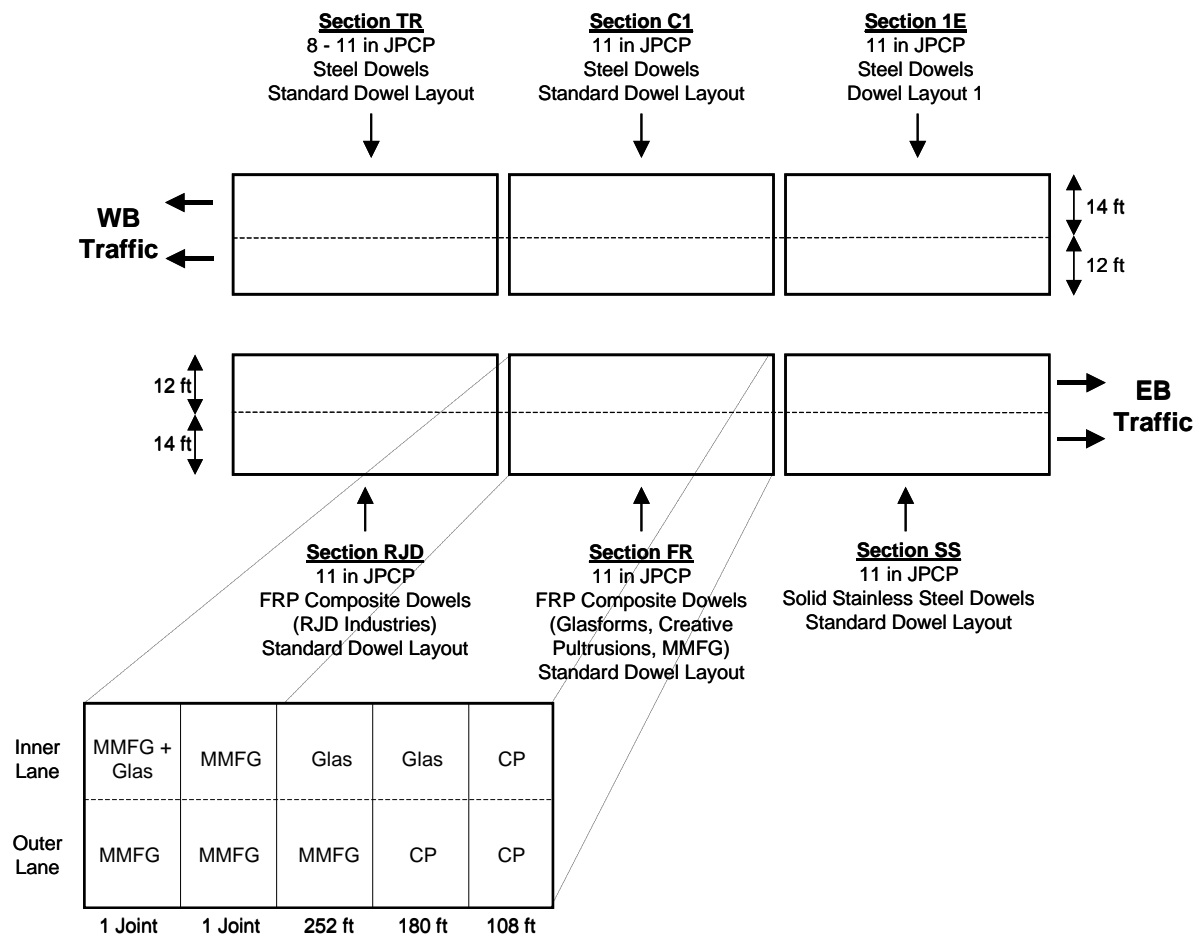 Section TR
8 - 11 in JPCP
Steel Dowels
Standard Dowel Layout
Section C1
11 in JPCP
Steel Dowels
Standard Dowel Layout
Section 1E
11 in JPCP
Steel Dowels
Dowel Layout 1
WB
Traffic
14 ft
12 ft
12 ft
14 ft
EB
Traffic
Section RJD
11 in JPCP
FRP Composite Dowels
(RJD Industries)
Standard Dowel Layout
Section FR
11 in JPCP
FRP Composite Dowels
(Glasforms, Creative
Pultrusions, MMFG)
Standard Dowel Layout
Section SS
11 in JPCP
Solid Stainless Steel Dowels
Standard Dowel Layout
Inner
Lane
MMFG +
Glas
MMFG
Glas
Glas
CP
Outer
Lane
MMFG
MMFG
MMFG
CP
CP
1 Joint
1 Joint
252 ft
180 ft
108 ft